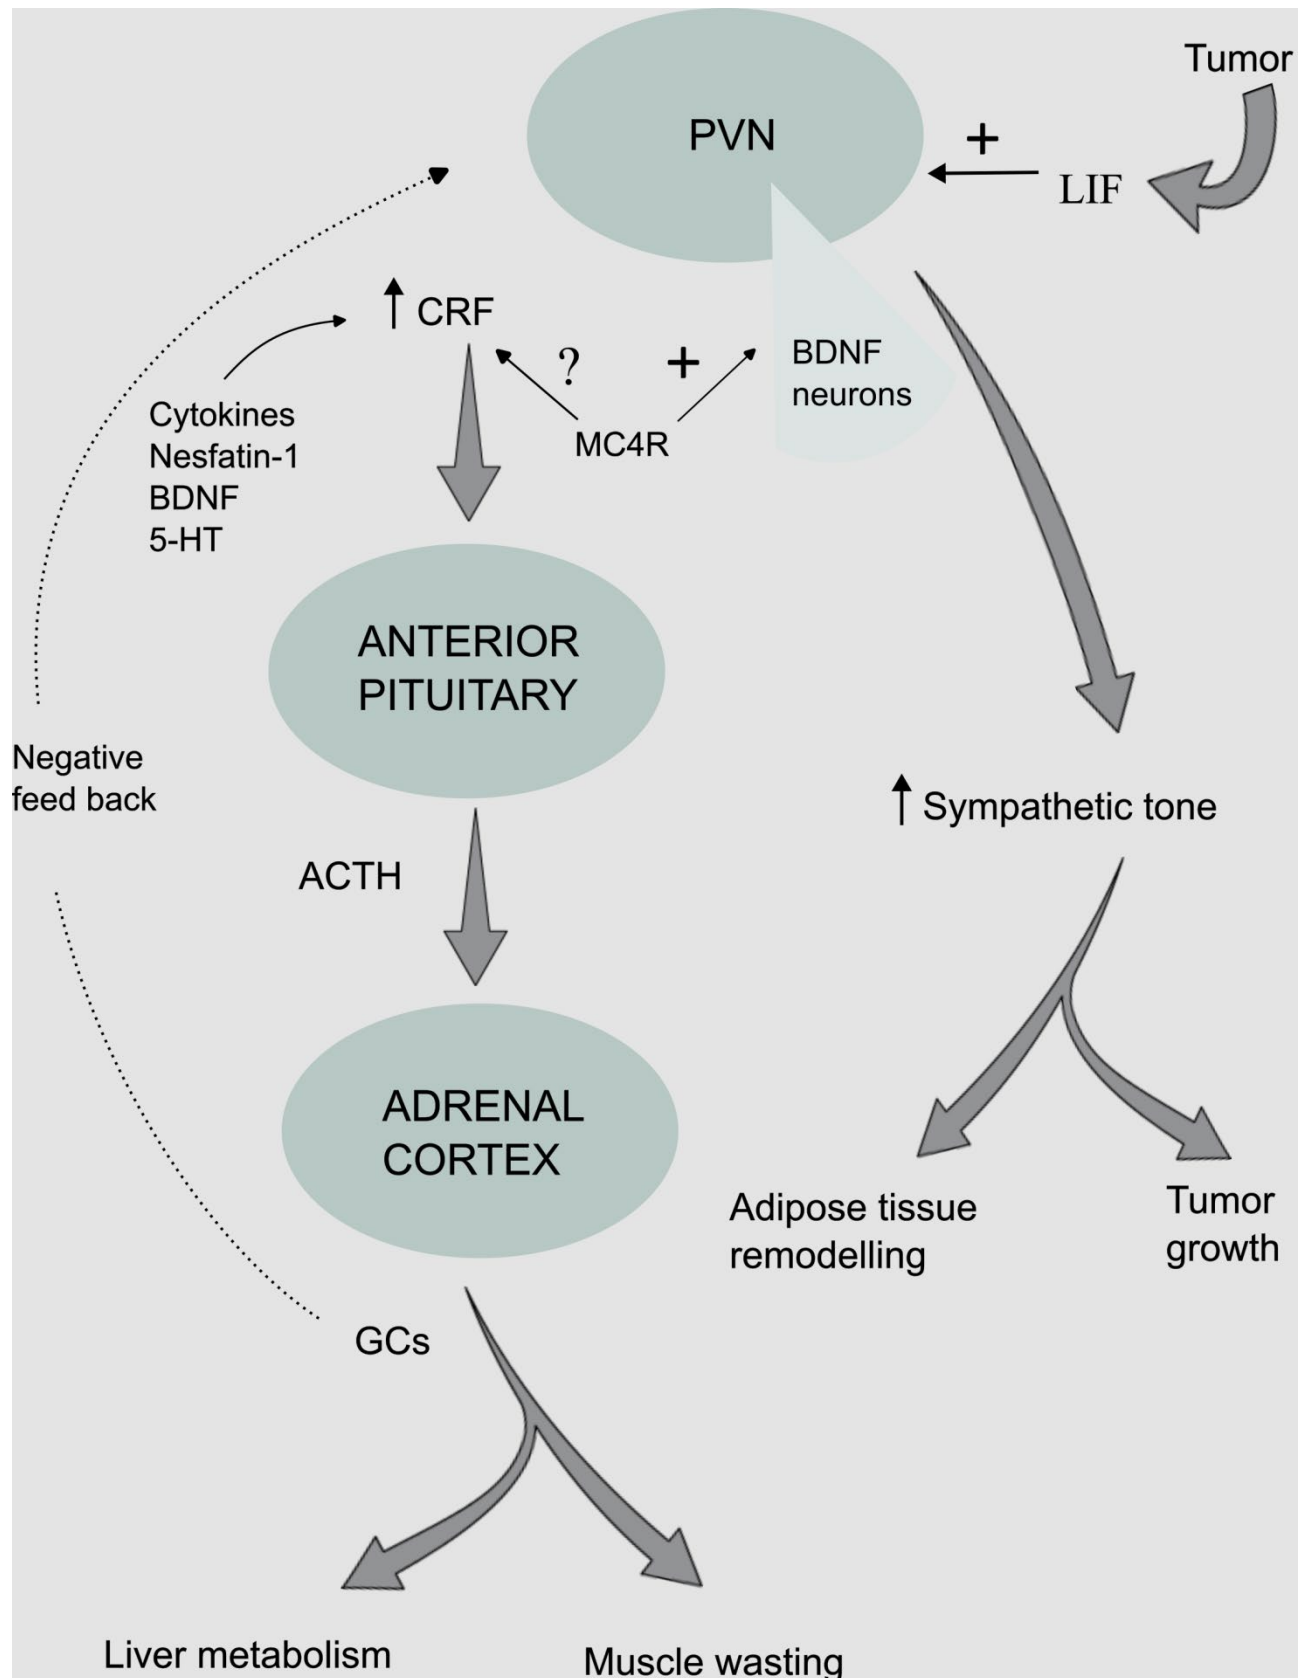 Tumor
PVN
+
LIF
CRF
?
+
BDNF
neurons
MC4R
Cytokines
Nesfatin-1
BDNF
5-HT
ANTERIOR
PITUITARY
Negative
feed back
Sympathetic tone
ACTH
ADRENAL
CORTEX
Adipose tissue
remodelling
Tumor
growth
GCs
Liver metabolism
Muscle wasting